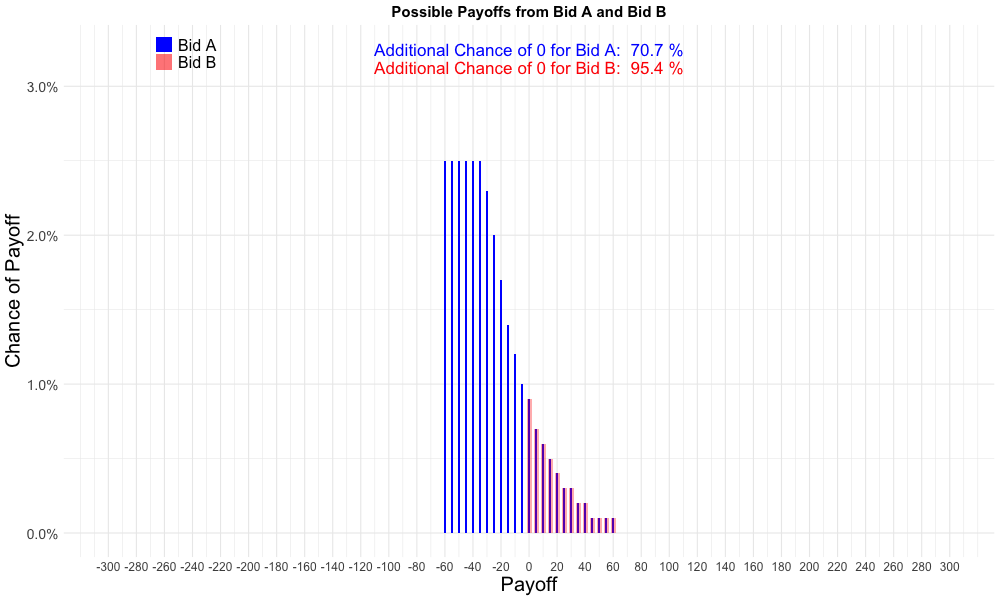 Possible Payoffs from Bid A and Bid B
Bid A
Bid B
Additional Chance of 0 for Bid A:  70.7 %
Additional Chance of 0 for Bid B:  95.4 %
Chance of Payoff
3.0%
2.0%
1.0%
0.0%
-300 -280 -260 -240 -220 -200 -180 -160 -140 -120 -100 -80 -60 -40 -20 0 20 40 60 80 100 120 140 160 180 200 220 240 260 280 300
Payoff